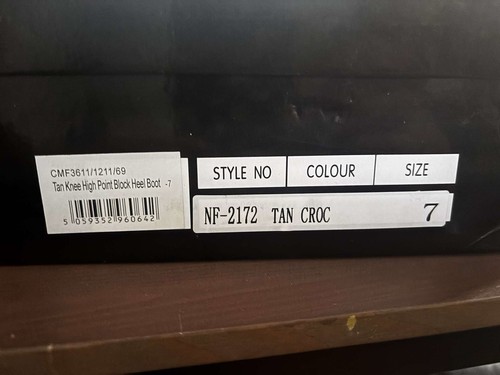 CMF3611/1211/69
Tan Knee High Point Block Heel Boot -7
5 059352 960642
STYLE NO COLOUR SIZE
NF-2172 TAN CROC 7